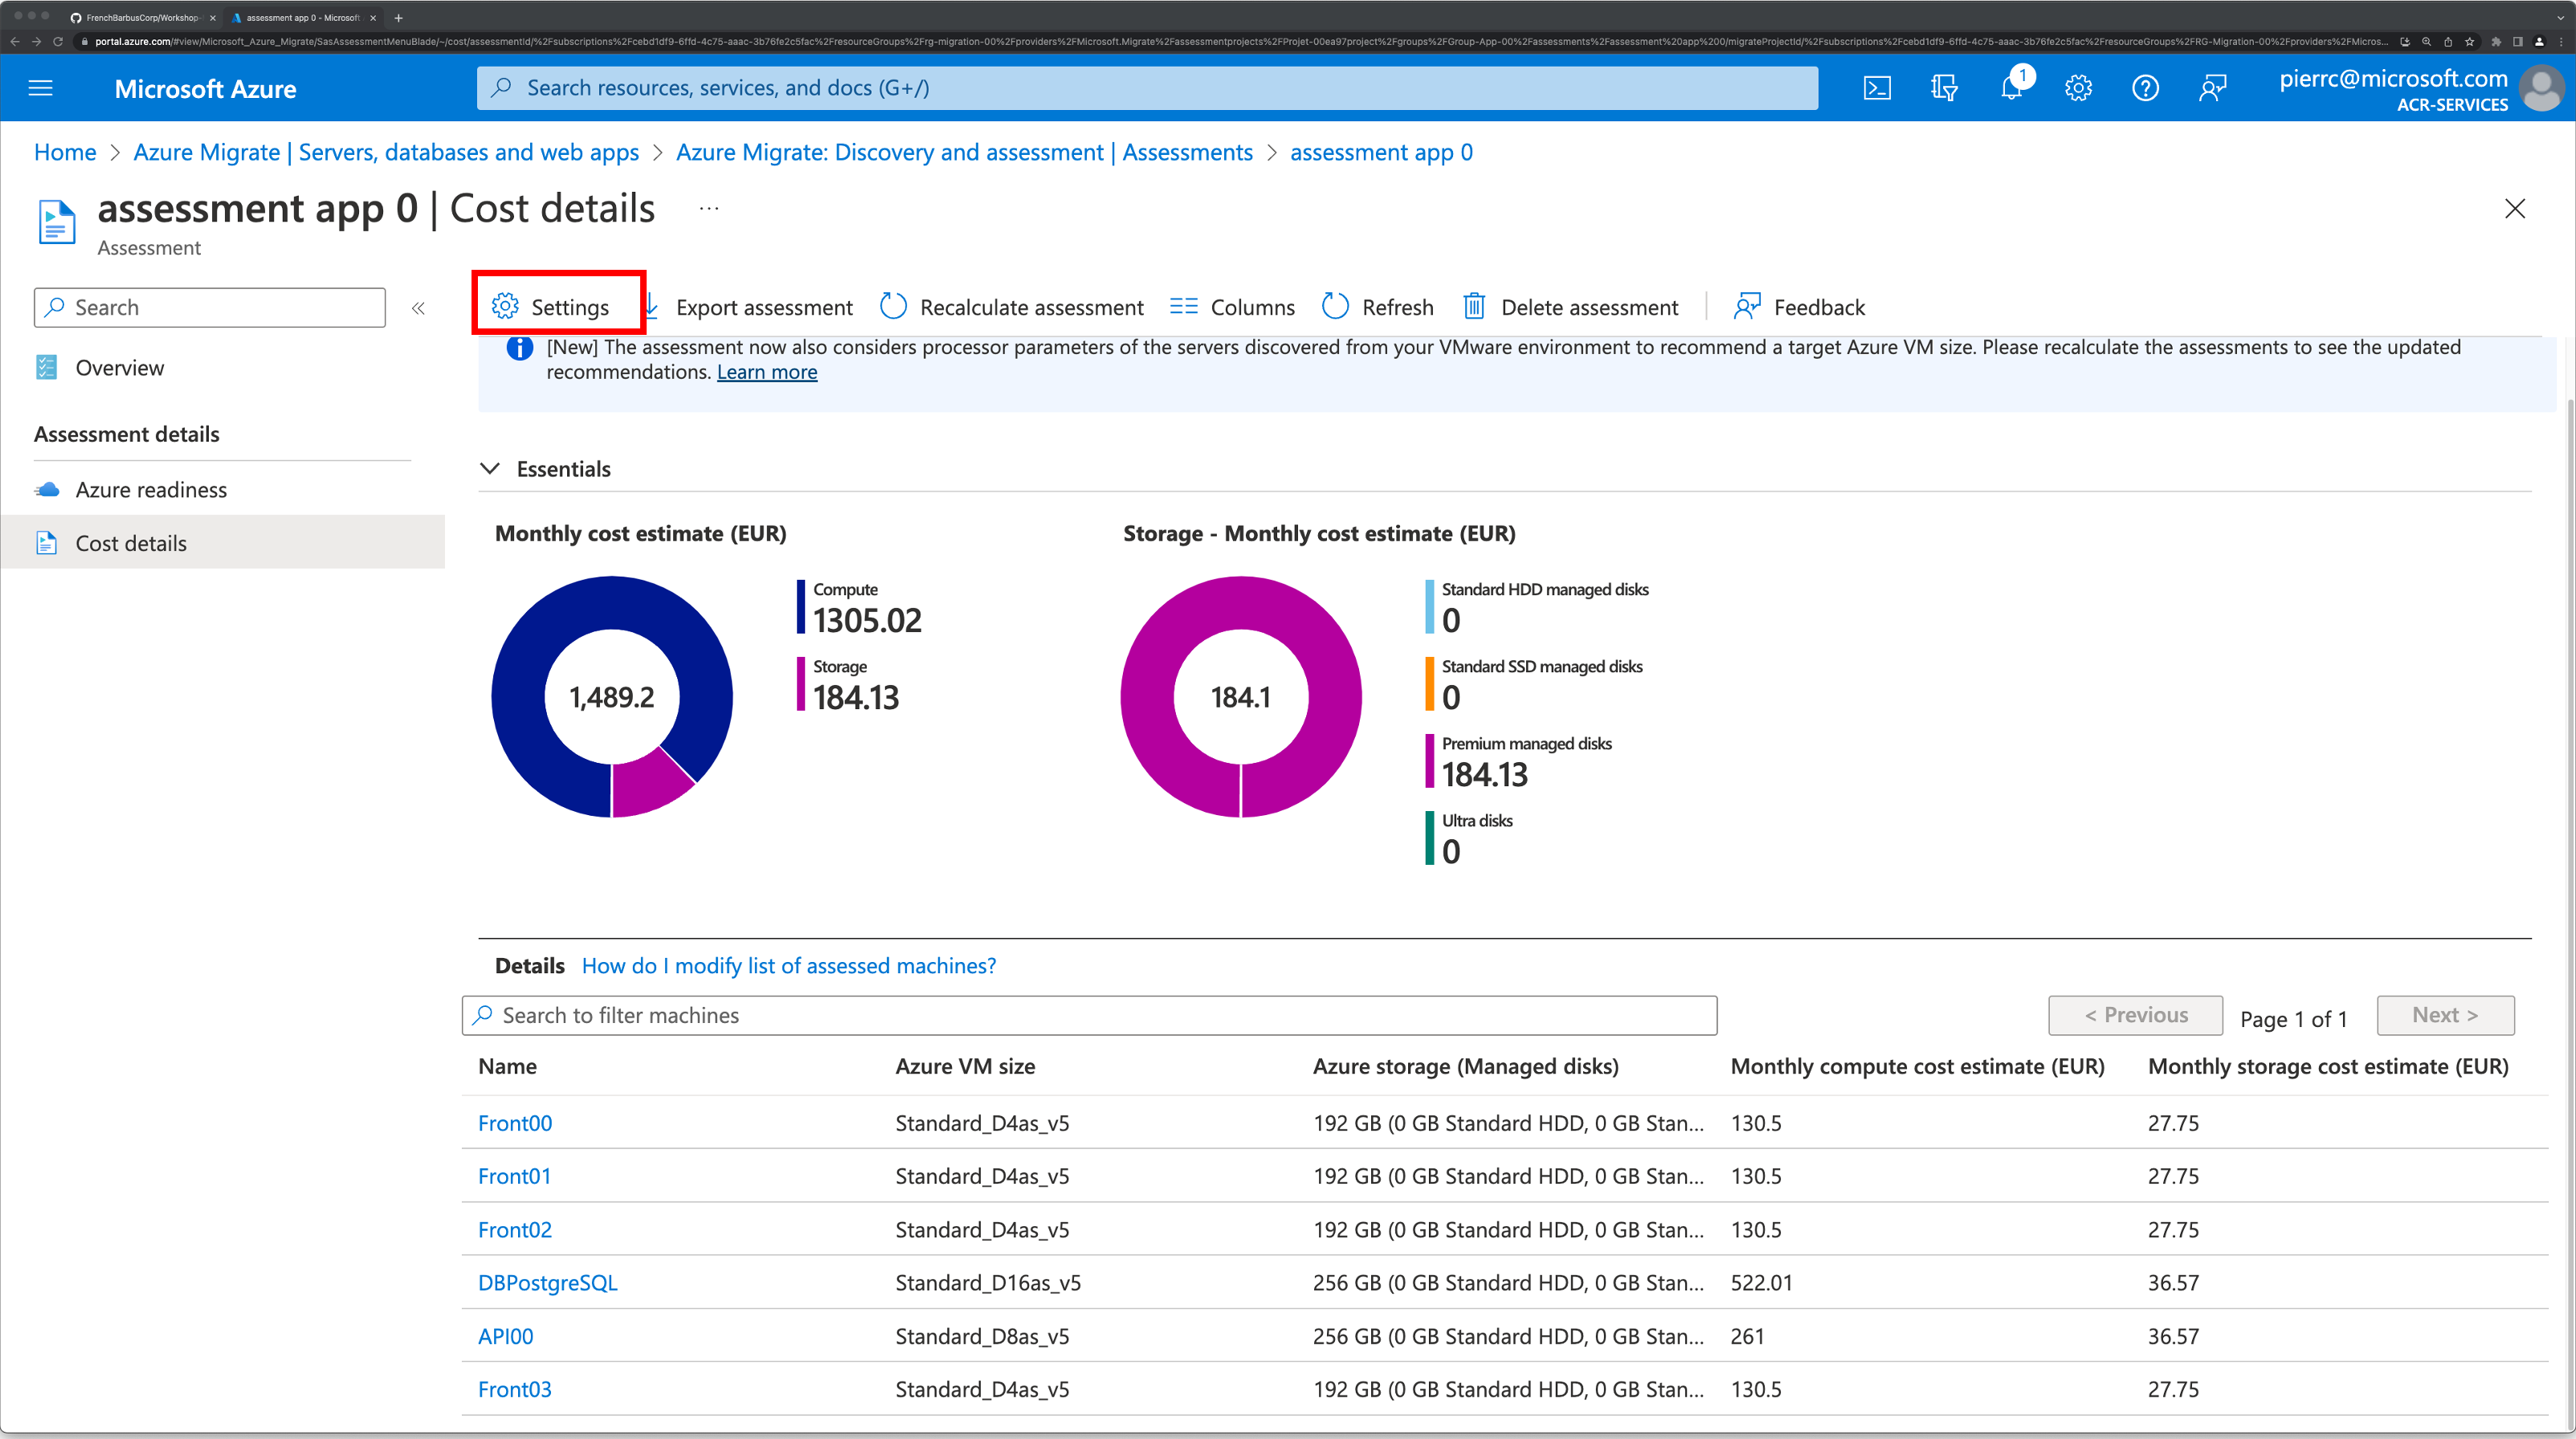 FrenchBarbusCorp/Workshop-
assessment app 0 - Microsoft
portal.azure.com/#view/Microsoft_Azure_Migrate/SasAssessmentMenuBlade/~/cost/assessmentId/%2Fsubscriptions%2Fcebd1df9-6ffd-4c75-aaac-3b76fe2c5fac%2FresourceGroups%2Frg-migration-00%2Fproviders%2FMicrosoft.Migrate%2Fassessmentprojects%2FProjet-00ea97project%2Fgroups%2FGroup-App-00%2Fassessments%2Fassessment%20app%200/migrateProjectId/%2Fsubscriptions%2Fcebd1df9-6ffd-4c75-aaac-3b76fe2c5fac%2FresourceGroups%2FRG-Migration-00%2Fproviders%2FMicros...
Microsoft Azure
Search resources, services, and docs (G+/)
1
pierrc@microsoft.com
ACR-SERVICES
Home > Azure Migrate | Servers, databases and web apps > Azure Migrate: Discovery and assessment | Assessments > assessment app 0
assessment app 0 | Cost details ...
Assessment
Search
«
Overview
Assessment details
Azure readiness
Cost details
Settings
Export assessment
Recalculate assessment
Columns
Refresh
Delete assessment
Feedback
[New] The assessment now also considers processor parameters of the servers discovered from your VMware environment to recommend a target Azure VM size. Please recalculate the assessments to see the updated
recommendations. Learn more
Essentials
Monthly cost estimate (EUR)
1,489.2
Compute
1305.02
Storage
184.13
Storage - Monthly cost estimate (EUR)
184.1
Standard HDD managed disks
0
Standard SSD managed disks
0
Premium managed disks
184.13
Ultra disks
0
Details How do I modify list of assessed machines?
Search to filter machines
< Previous Page 1 of 1 Next >
Name Azure VM size Azure storage (Managed disks) Monthly compute cost estimate (EUR) Monthly storage cost estimate (EUR)
Front00 Standard_D4as_v5 192 GB (0 GB Standard HDD, 0 GB Stan... 130.5 27.75
Front01 Standard_D4as_v5 192 GB (0 GB Standard HDD, 0 GB Stan... 130.5 27.75
Front02 Standard_D4as_v5 192 GB (0 GB Standard HDD, 0 GB Stan... 130.5 27.75
DBPostgreSQL Standard_D16as_v5 256 GB (0 GB Standard HDD, 0 GB Stan... 522.01 36.57
API00 Standard_D8as_v5 256 GB (0 GB Standard HDD, 0 GB Stan... 261 36.57
Front03 Standard_D4as_v5 192 GB (0 GB Standard HDD, 0 GB Stan... 130.5 27.75